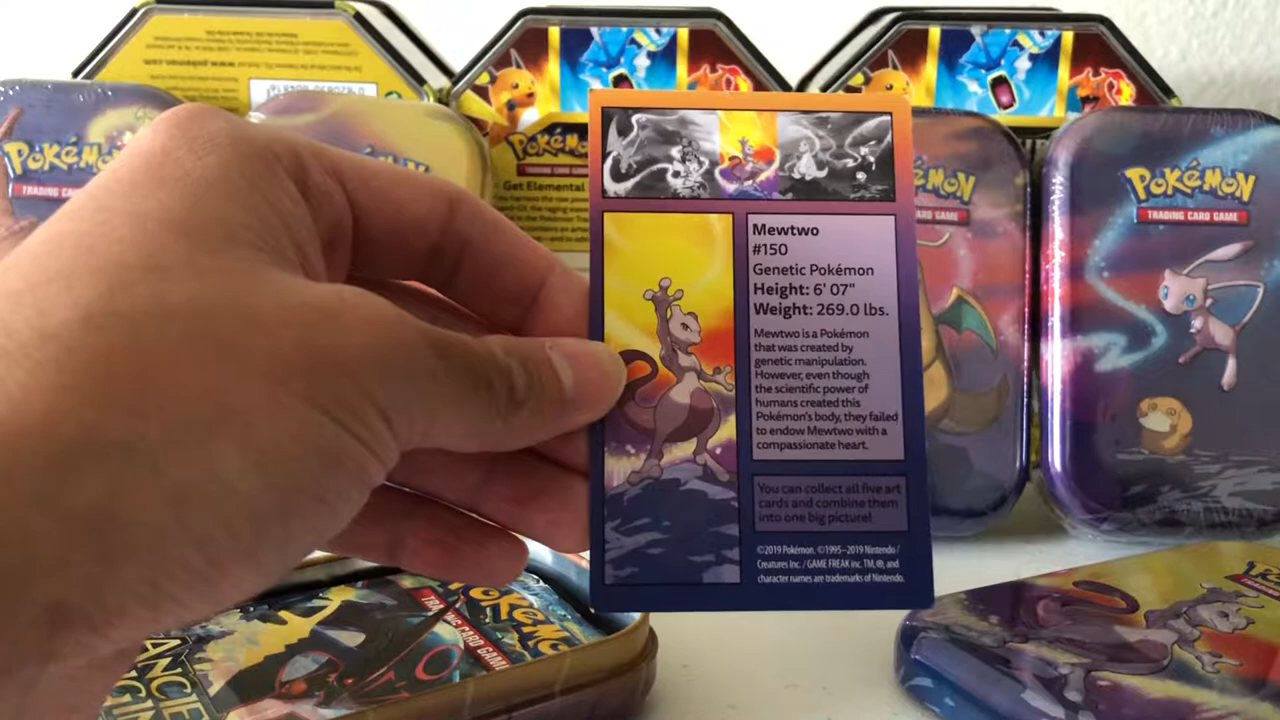 www.pokemon.com
POKéMON
TRADING CAR
POKéMON
Get Elemental
POKéMON
TRADING CARD GAME
Mewtwo
#150
Genetic Pokémon
Height: 6' 07"
Weight: 269.0 lbs.
Mewtwo is a Pokémon
that was created by
genetic manipulation.
However, even though
the scientific power of
humans created this
Pokémon's body, they failed
to endow Mewtwo with a
compassionate heart.
You can collect all five art
cards and combine them
into one big picture!
©2019 Pokémon. ©1995–2019 Nintendo /
Creatures Inc. / GAME FREAK inc. TM, ®, and
character names are trademarks of Nintendo.
POKéMON
TRADING CARD GAME